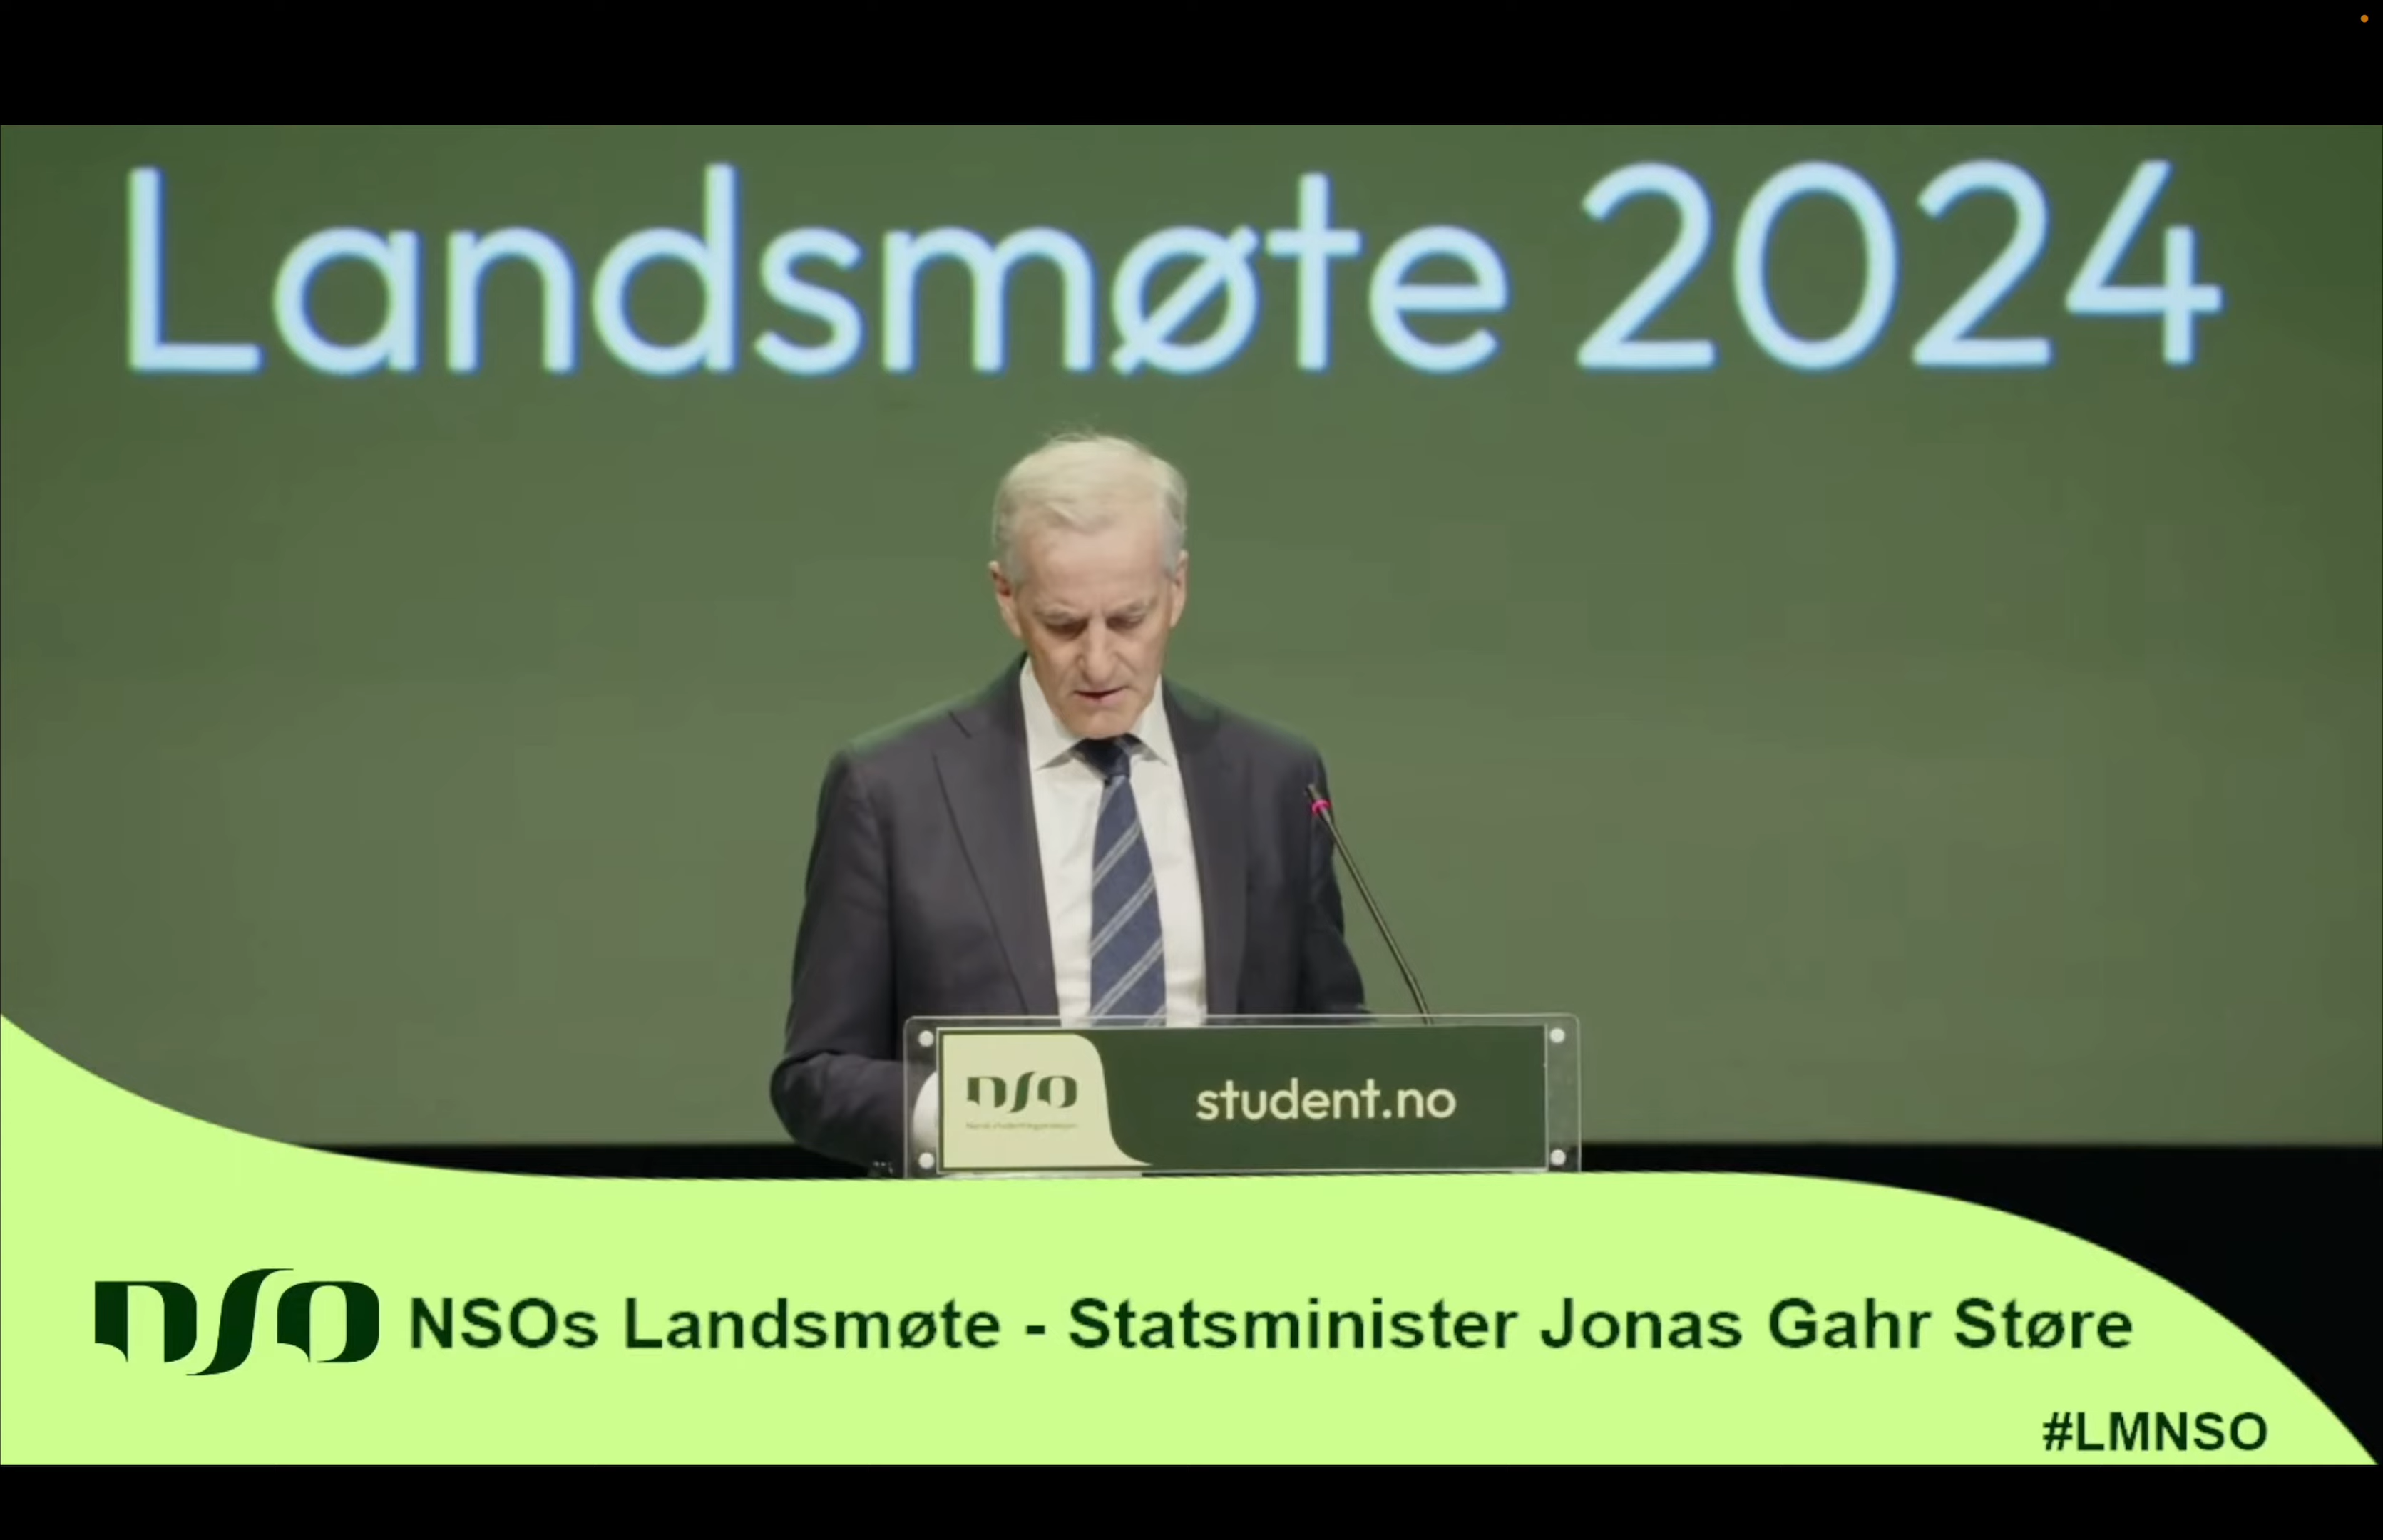 Landsmøte 2024
nso
student.no
nso
NSOs Landsmøte - Statsminister Jonas Gahr Støre
#LMNSO